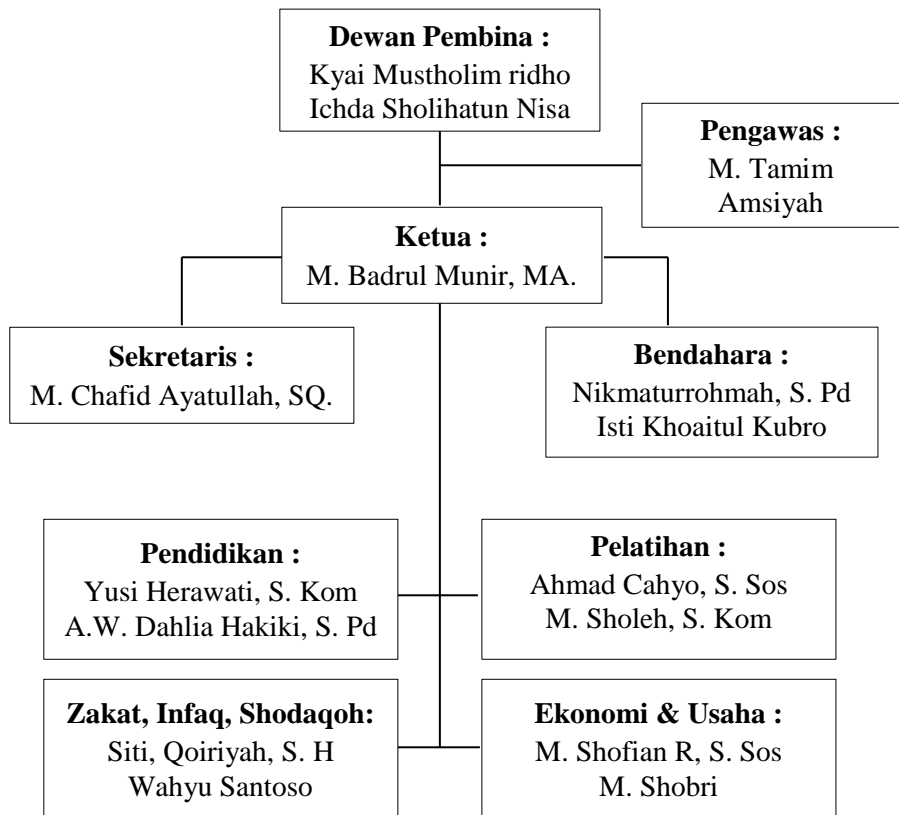 Dewan Pembina :
Kyai Mustholim ridho
Ichda Sholihatun Nisa
Pengawas :
M. Tamim
Amsiyah
Ketua :
M. Badrul Munir, MA.
Sekretaris :
M. Chafid Ayatullah, SQ.
Bendahara :
Nikmaturrohmah, S. Pd
Isti Khoaitul Kubro
Pendidikan :
Yusi Herawati, S. Kom
A.W. Dahlia Hakiki, S. Pd
Pelatihan :
Ahmad Cahyo, S. Sos
M. Sholeh, S. Kom
Zakat, Infaq, Shodaqoh:
Siti, Qoiriyah, S. H
Wahyu Santoso
Ekonomi & Usaha :
M. Shofian R, S. Sos
M. Shobri